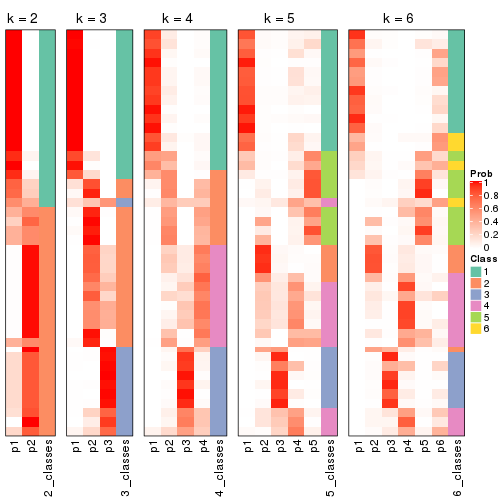 k = 2
k = 3
k = 4
k = 5
k = 6
p1
p2
2_classes
p1
p2
p3
3_classes
p1
p2
p3
p4
4_classes
p1
p2
p3
p4
p5
5_classes
p1
p2
p3
p4
p5
p6
6_classes
Prob
1
0.8
0.6
0.4
0.2
0
Class
1
2
3
4
5
6